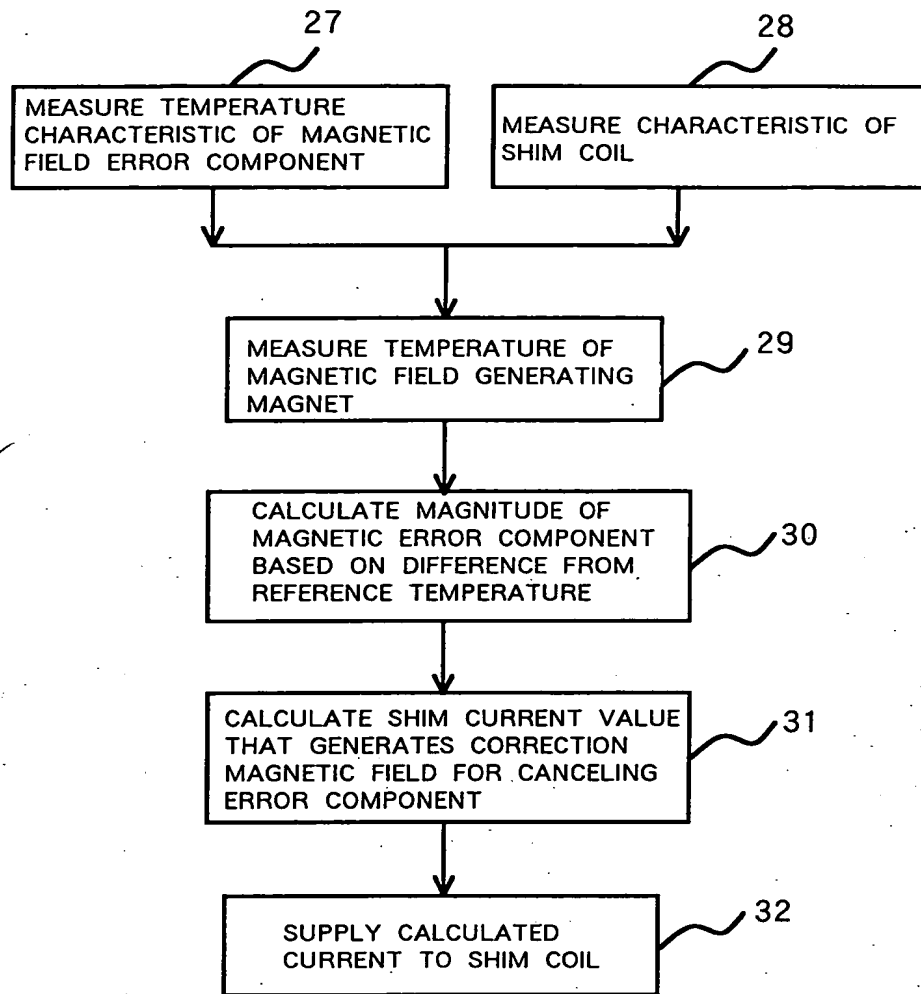 27
28
MEASURE TEMPERATURE
CHARACTERISTIC OF MAGNETIC
FIELD ERROR COMPONENT
MEASURE CHARACTERISTIC OF
SHIM COIL
29
MEASURE TEMPERATURE OF
MAGNETIC FIELD GENERATING
MAGNET
30
CALCULATE MAGNITUDE OF
MAGNETIC ERROR COMPONENT
BASED ON DIFFERENCE FROM
REFERENCE TEMPERATURE
31
CALCULATE SHIM CURRENT VALUE
THAT GENERATES CORRECTION
MAGNETIC FIELD FOR CANCELING
ERROR COMPONENT
32
SUPPLY CALCULATED
CURRENT TO SHIM COIL